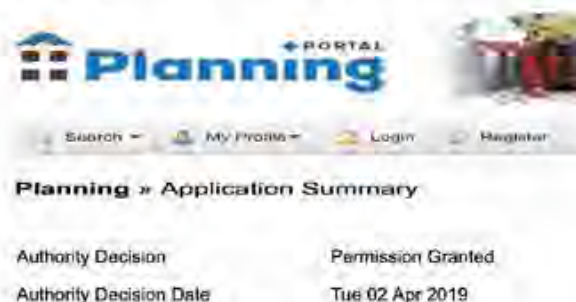 PORTAL
Planning
Search My Profile Login Register
Planning » Application Summary
Authority Decision Permission Granted
Authority Decision Date Tue 02 Apr 2019